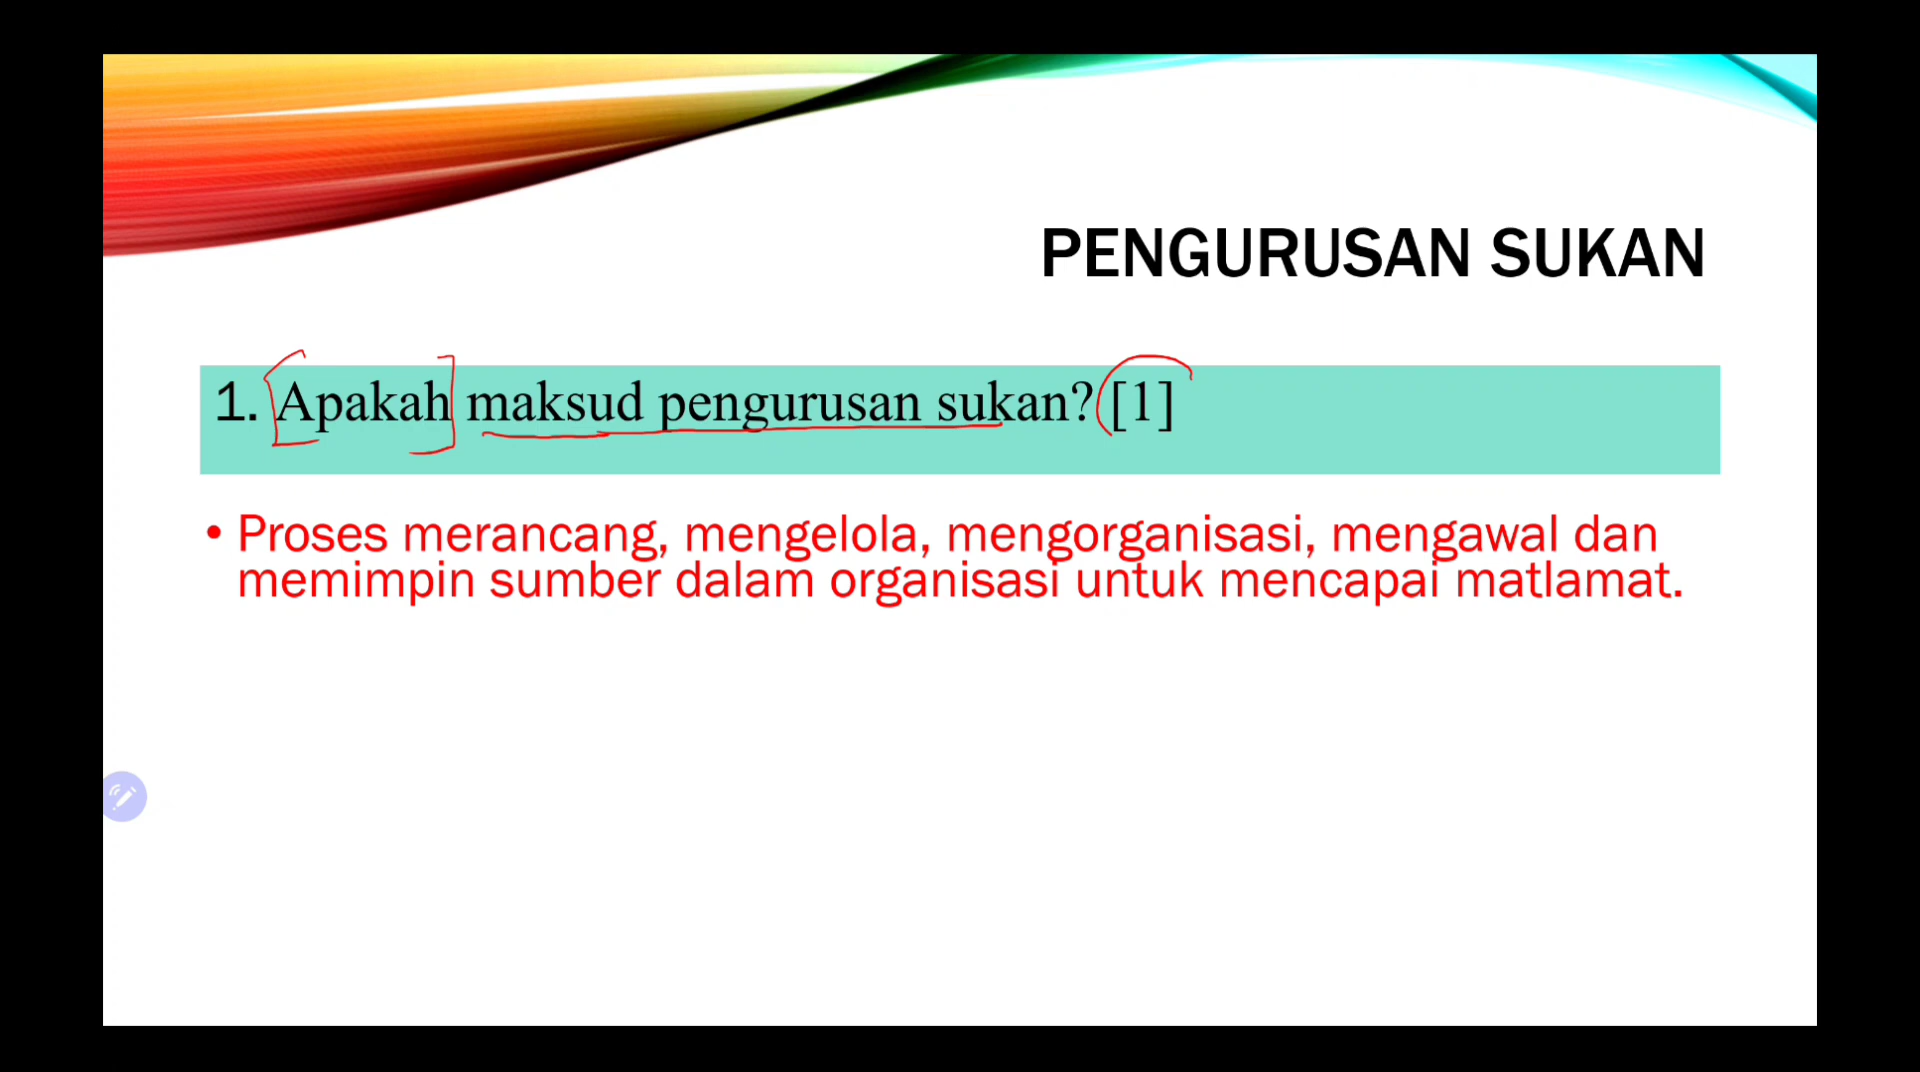 PENGURUSAN SUKAN
1. Apakah maksud pengurusan sukan? [1]
• Proses merancang, mengelola, mengorganisasi, mengawal dan
memimpin sumber dalam organisasi untuk mencapai matlamat.